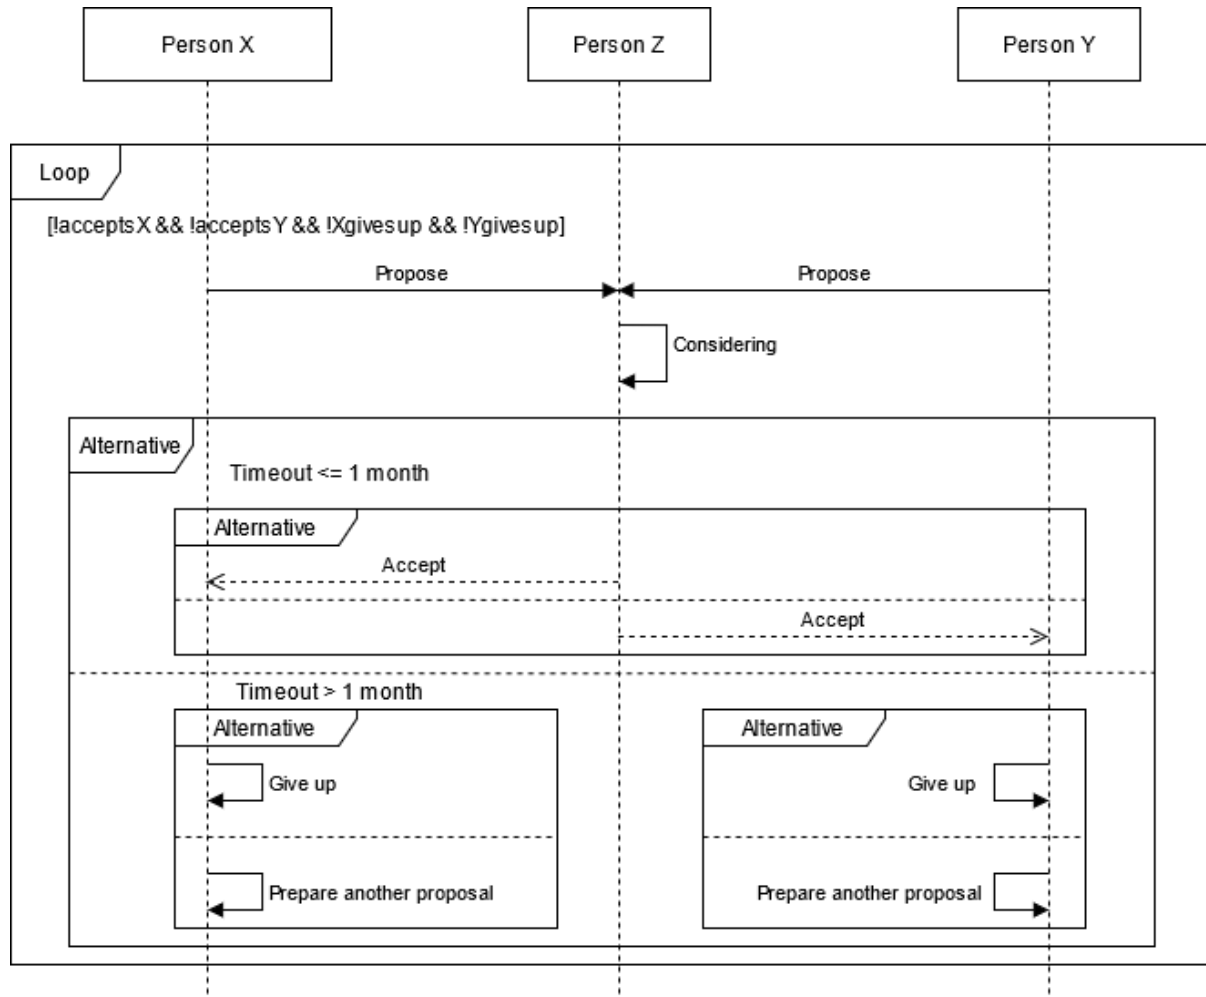 Person X
Person Z
Person Y
Loop
[!acceptsX && !acceptsY && !Xgivesup && !Ygivesup]
Propose
Propose
Considering
Alternative
Timeout <= 1 month
Alternative
Accept
Accept
Timeout > 1 month
Alternative
Alternative
Give up
Give up
Prepare another proposal
Prepare another proposal